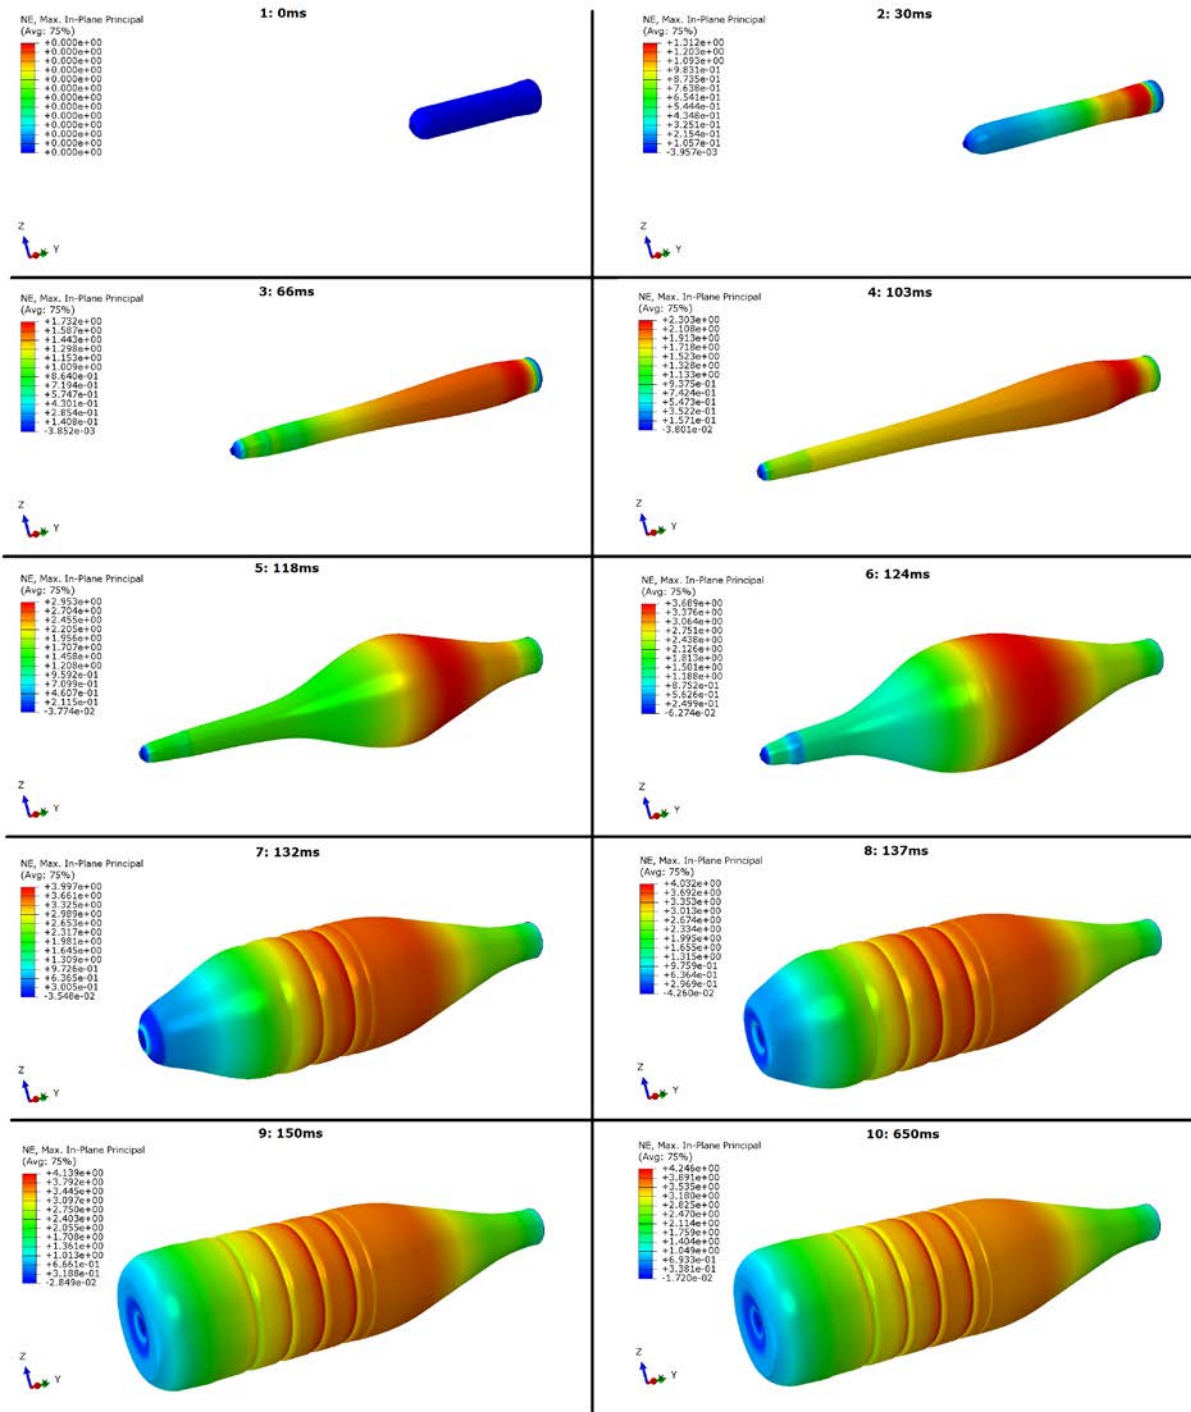 1: 0ms
NE, Max. In-Plane Principal
(Avg: 75%)
+0.000e+00
+0.000e+00
+0.000e+00
+0.000e+00
+0.000e+00
+0.000e+00
+0.000e+00
+0.000e+00
+0.000e+00
+0.000e+00
+0.000e+00
+0.000e+00
+0.000e+00
Z
Y
2: 30ms
NE, Max. In-Plane Principal
(Avg: 75%)
+1.312e+00
+1.203e+00
+1.093e+00
+9.831e-01
+8.735e-01
+7.638e-01
+6.541e-01
+5.444e-01
+4.348e-01
+3.251e-01
+2.154e-01
+1.057e-01
-3.957e-03
Z
Y
3: 66ms
NE, Max. In-Plane Principal
(Avg: 75%)
+1.732e+00
+1.587e+00
+1.443e+00
+1.298e+00
+1.153e+00
+1.009e+00
+8.640e-01
+7.194e-01
+5.747e-01
+4.301e-01
+2.854e-01
+1.408e-01
-3.852e-03
Z
Y
4: 103ms
NE, Max. In-Plane Principal
(Avg: 75%)
+2.303e+00
+2.108e+00
+1.913e+00
+1.718e+00
+1.523e+00
+1.328e+00
+1.133e+00
+9.375e-01
+7.424e-01
+5.473e-01
+3.522e-01
+1.571e-01
-3.801e-02
Z
Y
5: 118ms
NE, Max. In-Plane Principal
(Avg: 75%)
+2.953e+00
+2.704e+00
+2.455e+00
+2.205e+00
+1.956e+00
+1.707e+00
+1.458e+00
+1.208e+00
+9.592e-01
+7.099e-01
+4.607e-01
+2.115e-01
-3.774e-02
Z
Y
6: 124ms
NE, Max. In-Plane Principal
(Avg: 75%)
+3.689e+00
+3.376e+00
+3.064e+00
+2.751e+00
+2.438e+00
+2.126e+00
+1.813e+00
+1.501e+00
+1.188e+00
+8.752e-01
+5.626e-01
+2.499e-01
-6.274e-02
Z
Y
7: 132ms
NE, Max. In-Plane Principal
(Avg: 75%)
+3.997e+00
+3.661e+00
+3.325e+00
+2.989e+00
+2.653e+00
+2.317e+00
+1.981e+00
+1.645e+00
+1.309e+00
+9.726e-01
+6.365e-01
+3.005e-01
-3.548e-02
Z
Y
8: 137ms
NE, Max. In-Plane Principal
(Avg: 75%)
+4.032e+00
+3.692e+00
+3.353e+00
+3.013e+00
+2.674e+00
+2.334e+00
+1.995e+00
+1.655e+00
+1.315e+00
+9.759e-01
+6.364e-01
+2.969e-01
-4.260e-02
Z
Y
9: 150ms
NE, Max. In-Plane Principal
(Avg: 75%)
+4.139e+00
+3.792e+00
+3.445e+00
+3.097e+00
+2.750e+00
+2.403e+00
+2.055e+00
+1.708e+00
+1.361e+00
+1.013e+00
+6.661e-01
+3.188e-01
-2.849e-02
Z
Y
10: 650ms
NE, Max. In-Plane Principal
(Avg: 75%)
+4.246e+00
+3.891e+00
+3.535e+00
+3.180e+00
+2.825e+00
+2.470e+00
+2.114e+00
+1.759e+00
+1.404e+00
+1.049e+00
+6.933e-01
+3.381e-01
-1.720e-02
Z
Y